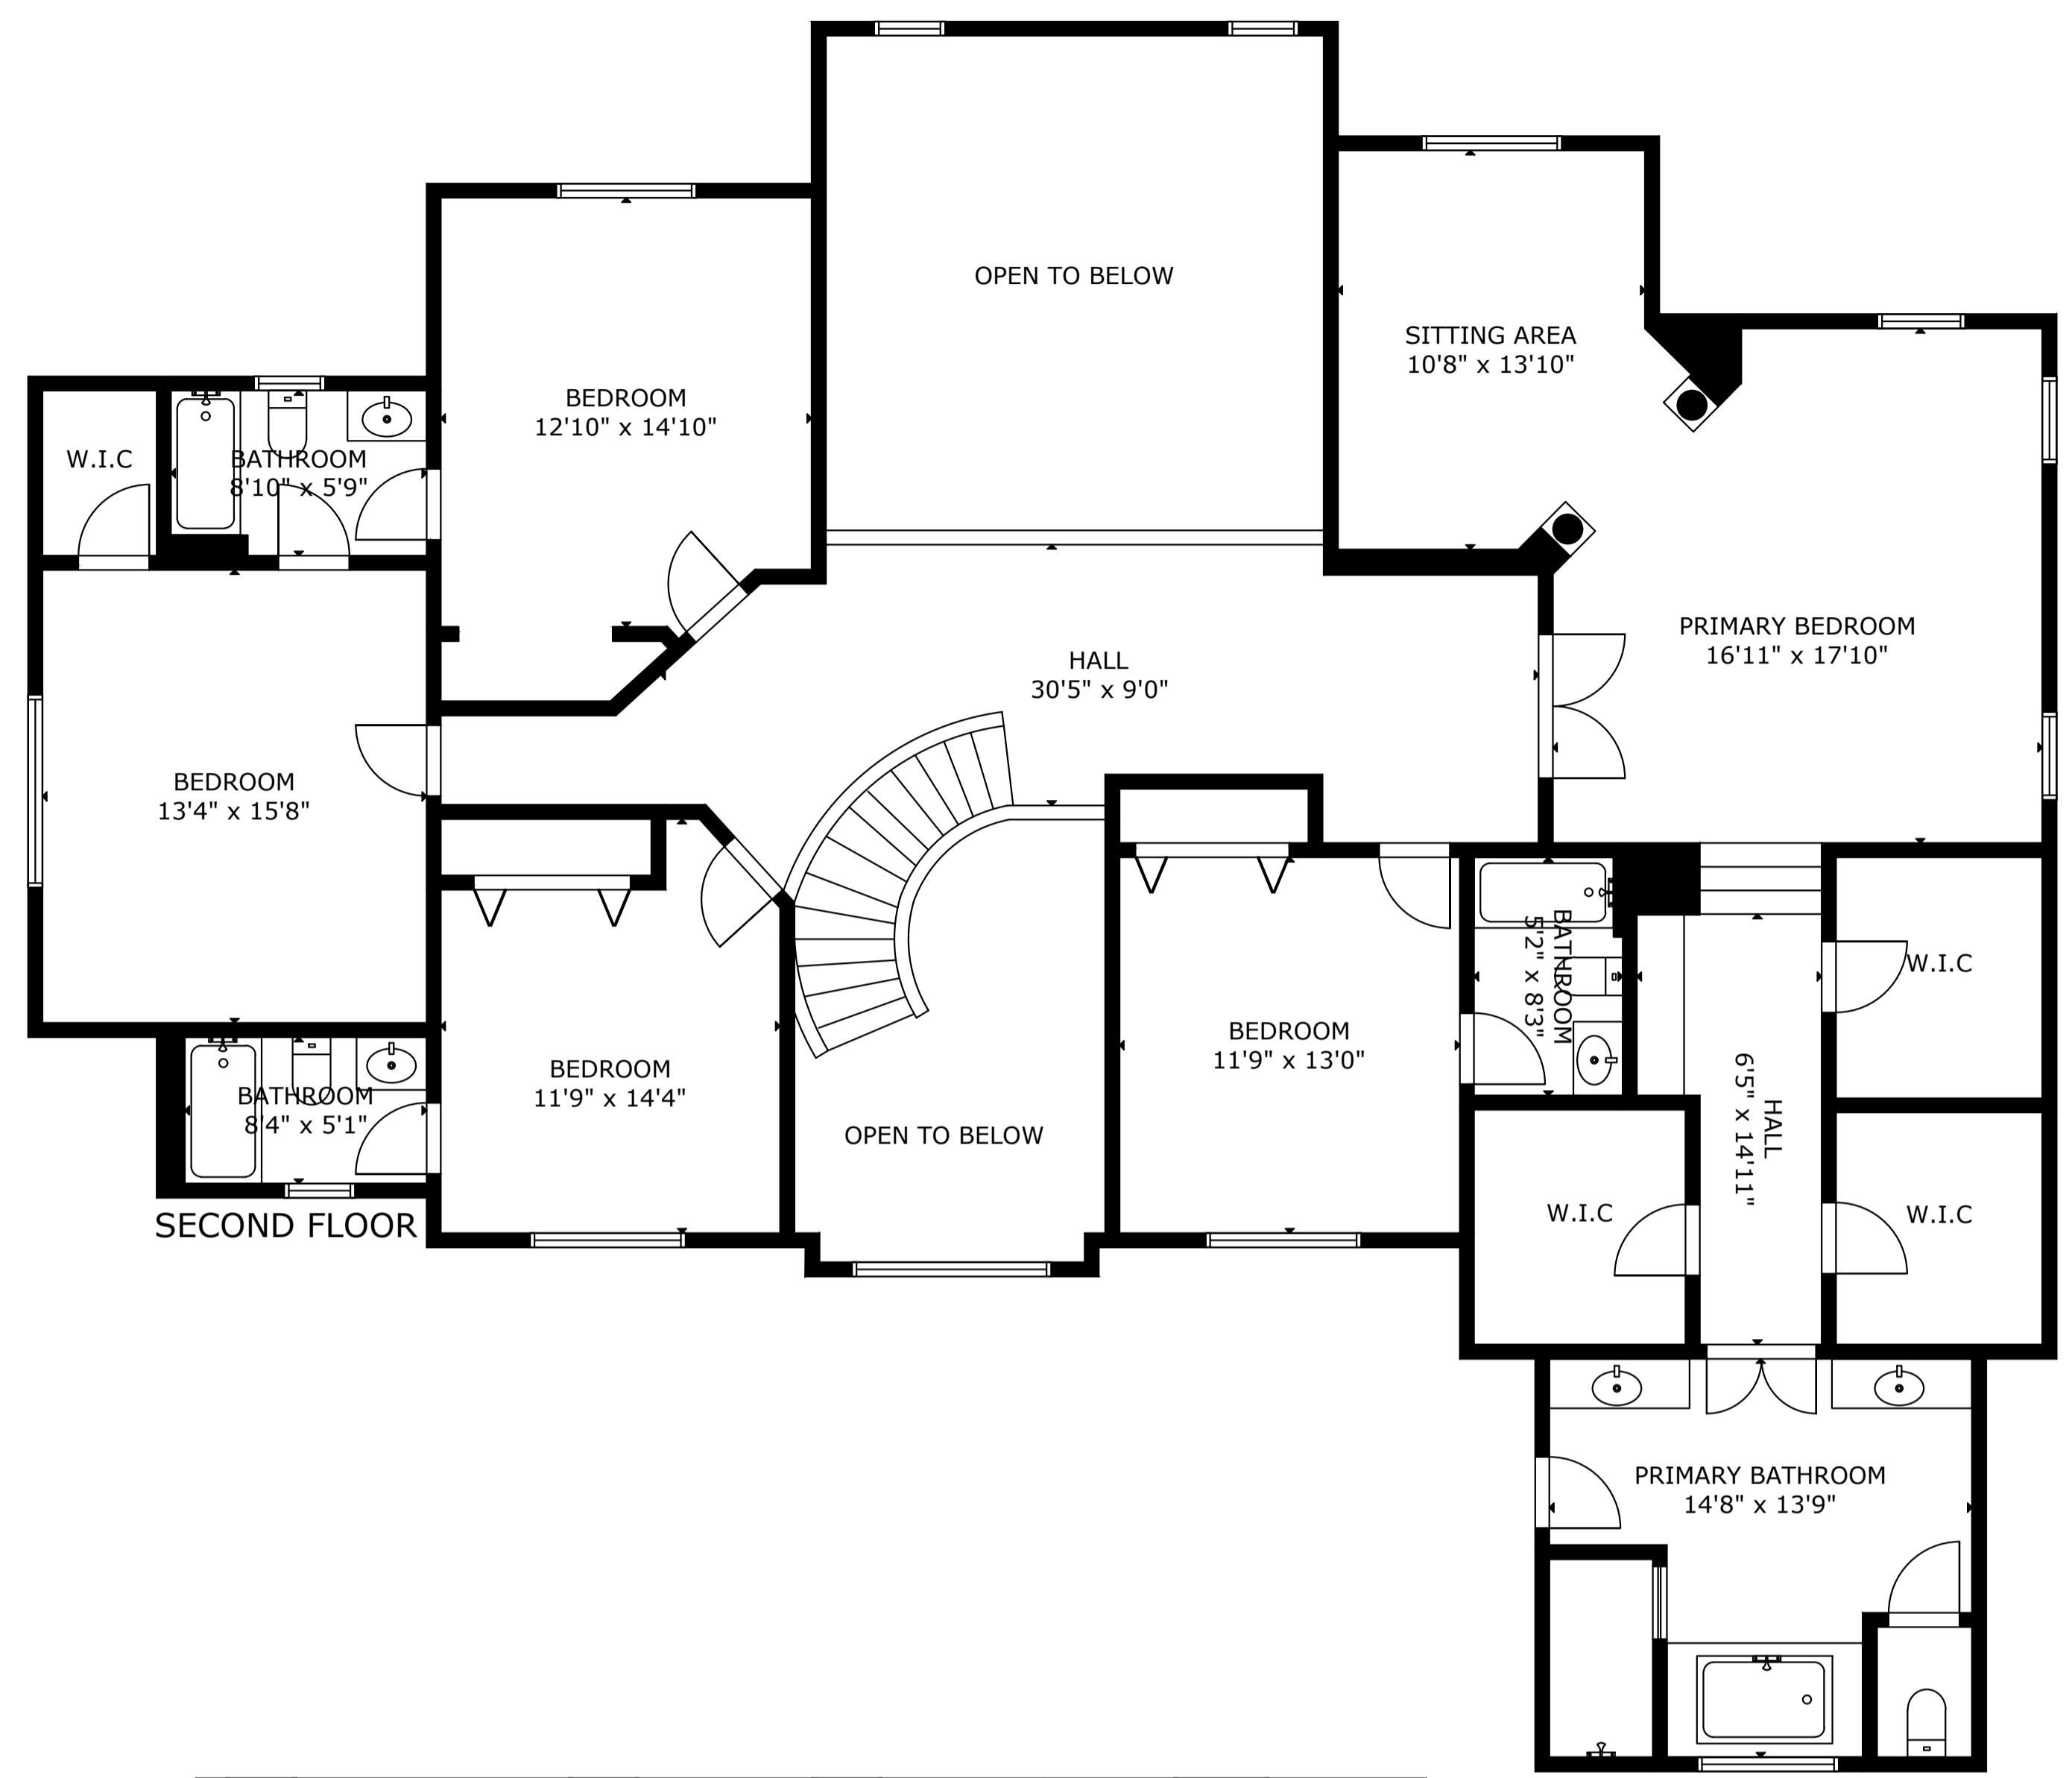 OPEN TO BELOW
SITTING AREA
10'8" x 13'10"
BEDROOM
12'10" x 14'10"
W.I.C
BATHROOM
8'10" x 5'9"
PRIMARY BEDROOM
16'11" x 17'10"
HALL
30'5" x 9'0"
BEDROOM
13'4" x 15'8"
BATHROOM
5'2" x 8'3"
W.I.C
BEDROOM
11'9" x 13'0"
BEDROOM
11'9" x 14'4"
BATHROOM
8'4" x 5'1"
OPEN TO BELOW
HALL
6'5" x 14'11"
W.I.C
W.I.C
SECOND FLOOR
PRIMARY BATHROOM
14'8" x 13'9"